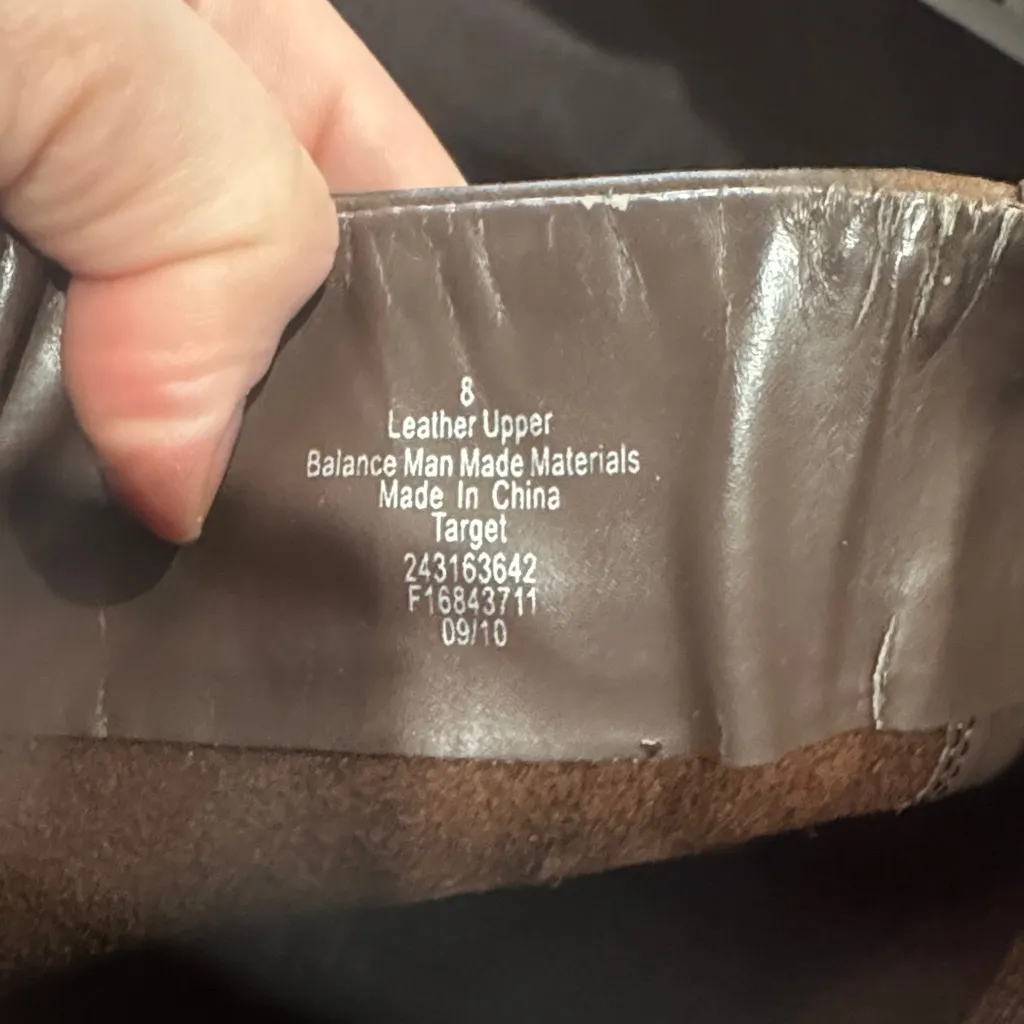 8
Leather Upper
Balance Man Made Materials
Made In China
Target
243163642
F16843711
09/10